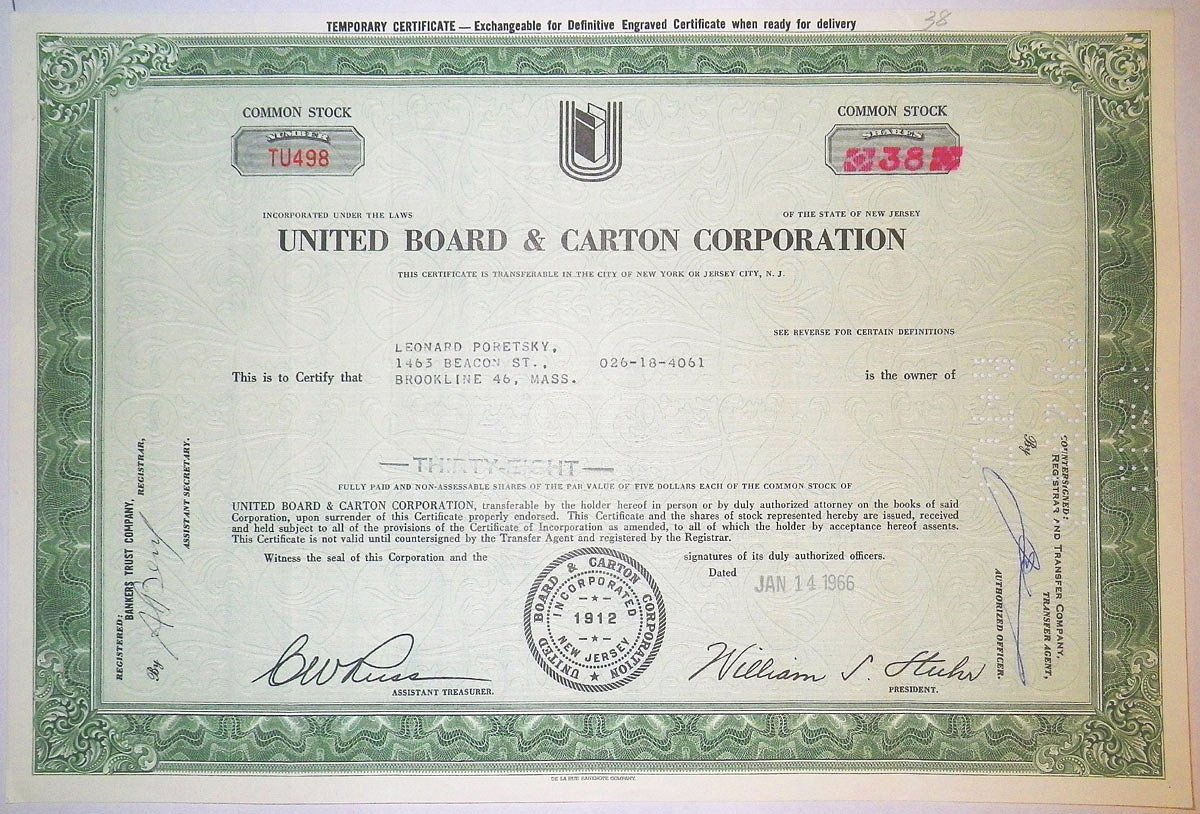 TEMPORARY CERTIFICATE — Exchangeable for Definitive Engraved Certificate when ready for delivery
38
COMMON STOCK
NUMBER
TU498
COMMON STOCK
SHARES
38
INCORPORATED UNDER THE LAWS
OF THE STATE OF NEW JERSEY
UNITED BOARD & CARTON CORPORATION
THIS CERTIFICATE IS TRANSFERABLE IN THE CITY OF NEW YORK OR JERSEY CITY, N. J.
SEE REVERSE FOR CERTAIN DEFINITIONS
LEONARD PORETSKY,
1463 BEACON ST., 026-18-4061
This is to Certify that BROOKLINE 46, MASS. is the owner of
—THIRTY-EIGHT—
FULLY PAID AND NON-ASSESSABLE SHARES OF THE PAR VALUE OF FIVE DOLLARS EACH OF THE COMMON STOCK OF
UNITED BOARD & CARTON CORPORATION, transferable by the holder hereof in person or by duly authorized attorney on the books of said
Corporation, upon surrender of this Certificate properly endorsed. This Certificate and the shares of stock represented hereby are issued, received
and held subject to all of the provisions of the Certificate of Incorporation as amended, to all of which the holder by acceptance hereof assents.
This Certificate is not valid until countersigned by the Transfer Agent and registered by the Registrar.
Witness the seal of this Corporation and the signatures of its duly authorized officers.
Dated JAN 14 1966
UNITED BOARD & CARTON CORPORATION
INCORPORATED
1912
NEW JERSEY
CW Russ
ASSISTANT TREASURER.
William S. Stuhr
PRESIDENT.
REGISTERED:
BANKERS TRUST COMPANY,
REGISTRAR,
By
ASSISTANT SECRETARY.
COUNTERSIGNED:
REGISTRAR AND TRANSFER COMPANY,
TRANSFER AGENT,
By
AUTHORIZED OFFICER.
DE LA RUE BANKNOTE COMPANY.